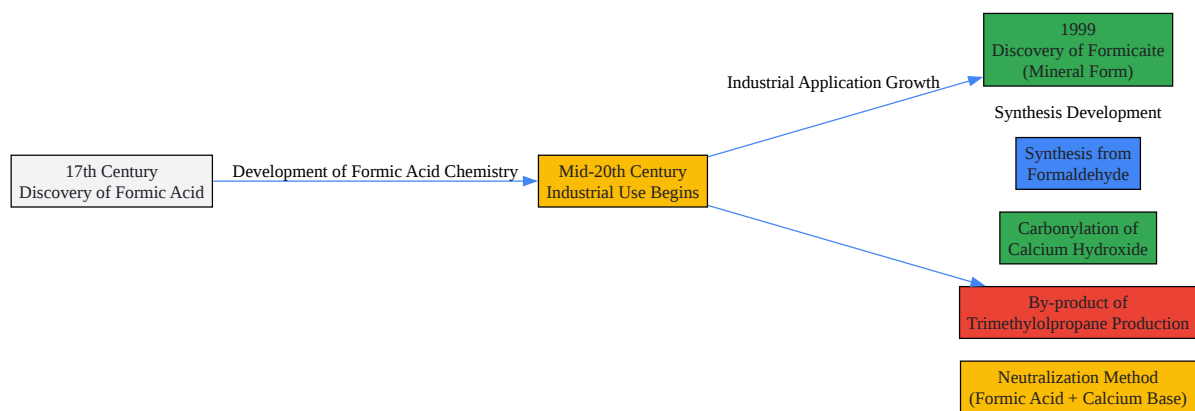 17th Century
Discovery of Formic Acid
Development of Formic Acid Chemistry
Mid-20th Century
Industrial Use Begins
Industrial Application Growth
1999
Discovery of Formicaite
(Mineral Form)
Synthesis Development
Synthesis from
Formaldehyde
Carbonylation of
Calcium Hydroxide
By-product of
Trimethylolpropane Production
Neutralization Method
(Formic Acid + Calcium Base)